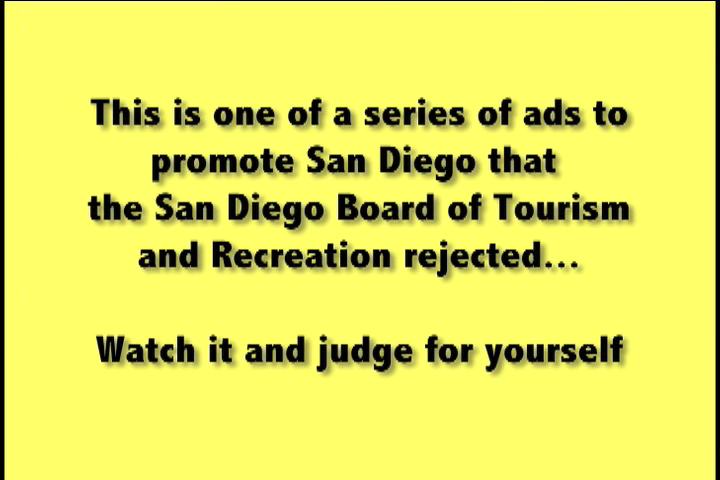 This is one of a series of ads to
promote San Diego that
the San Diego Board of Tourism
and Recreation rejected...
Watch it and judge for yourself